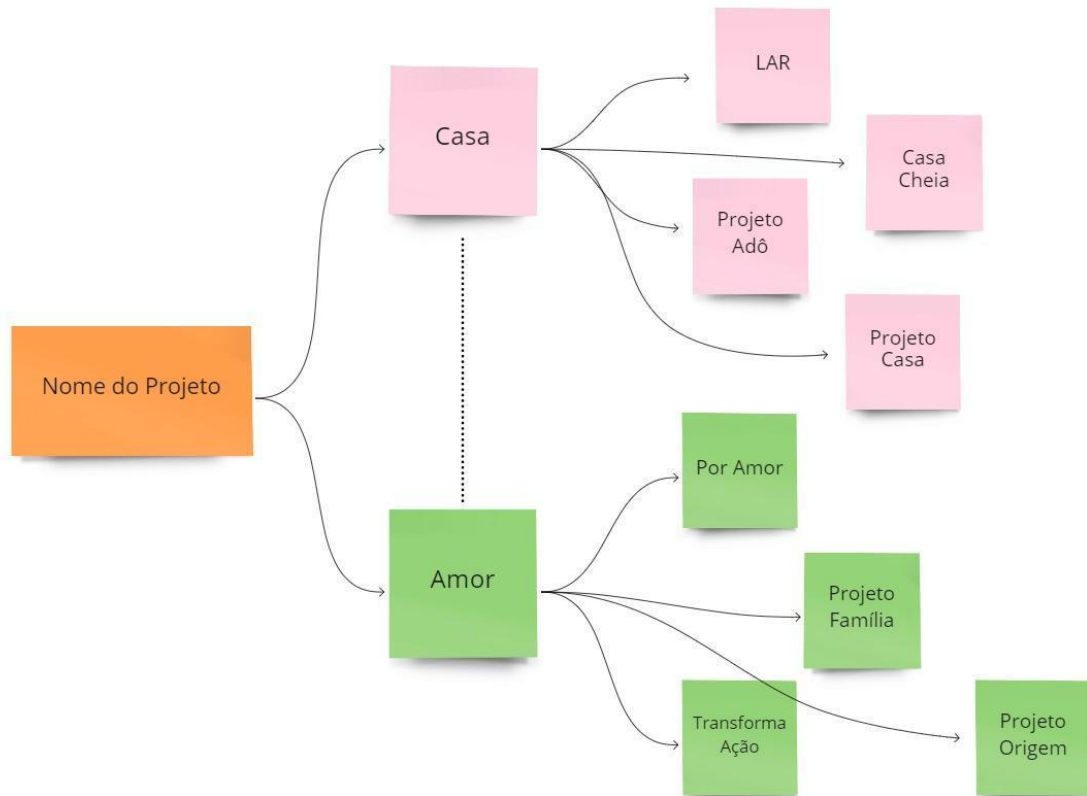 LAR
Casa
Casa
Cheia
Projeto
Adô
Projeto
Casa
Nome do Projeto
Por Amor
Amor
Projeto
Família
Transforma
Ação
Projeto
Origem